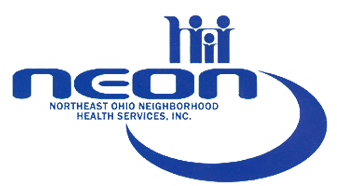 NEON
NORTHEAST OHIO NEIGHBORHOOD
HEALTH SERVICES, INC.